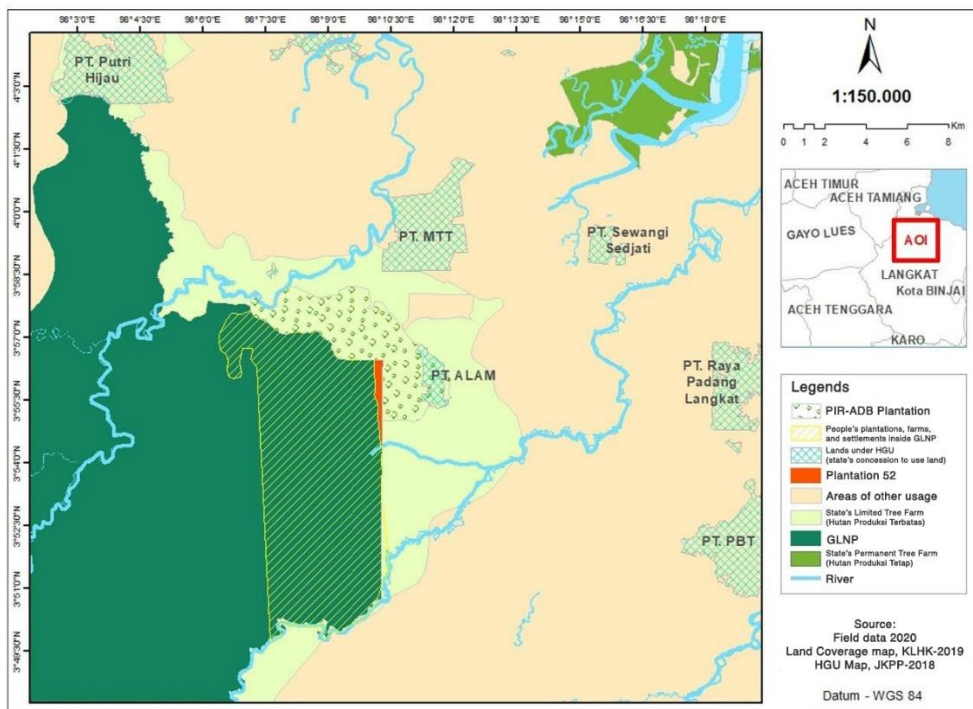 98°3'0"E 98°4'30"E 98°6'0"E 98°7'30"E 98°9'0"E 98°10'30"E 98°12'0"E 98°13'30"E 98°15'0"E 98°16'30"E 98°18'0"E
4°3'0"N
4°1'30"N
4°0'0"N
3°58'30"N
3°57'0"N
3°55'30"N
3°54'0"N
3°52'30"N
3°51'0"N
3°49'30"N
PT. Putri
Hijau
PT. MTT
PT. Sewangi
Sedjati
PT. ALAM
PT. Raya
Padang
Langkat
PT. PBT
N
1:150.000
0 2 4 6 8 Km
ACEH TIMUR
ACEH TAMIANG
GAYO LUES
AOI
LANGKAT
Kota BINJAI
ACEH TENGGARA
KARO
Legends
PIR-ADB Plantation
People's plantations, farms,
and settlements inside GLNP
Lands under HGU
(state's concession to use land)
Plantation 52
Areas of other usage
State's Limited Tree Farm
(Hutan Produksi Terbatas)
GLNP
State's Permanent Tree Farm
(Hutan Produksi Tetap)
River
Source:
Field data 2020
Land Coverage map, KLHK-2019
HGU Map, JKPP-2018
Datum - WGS 84